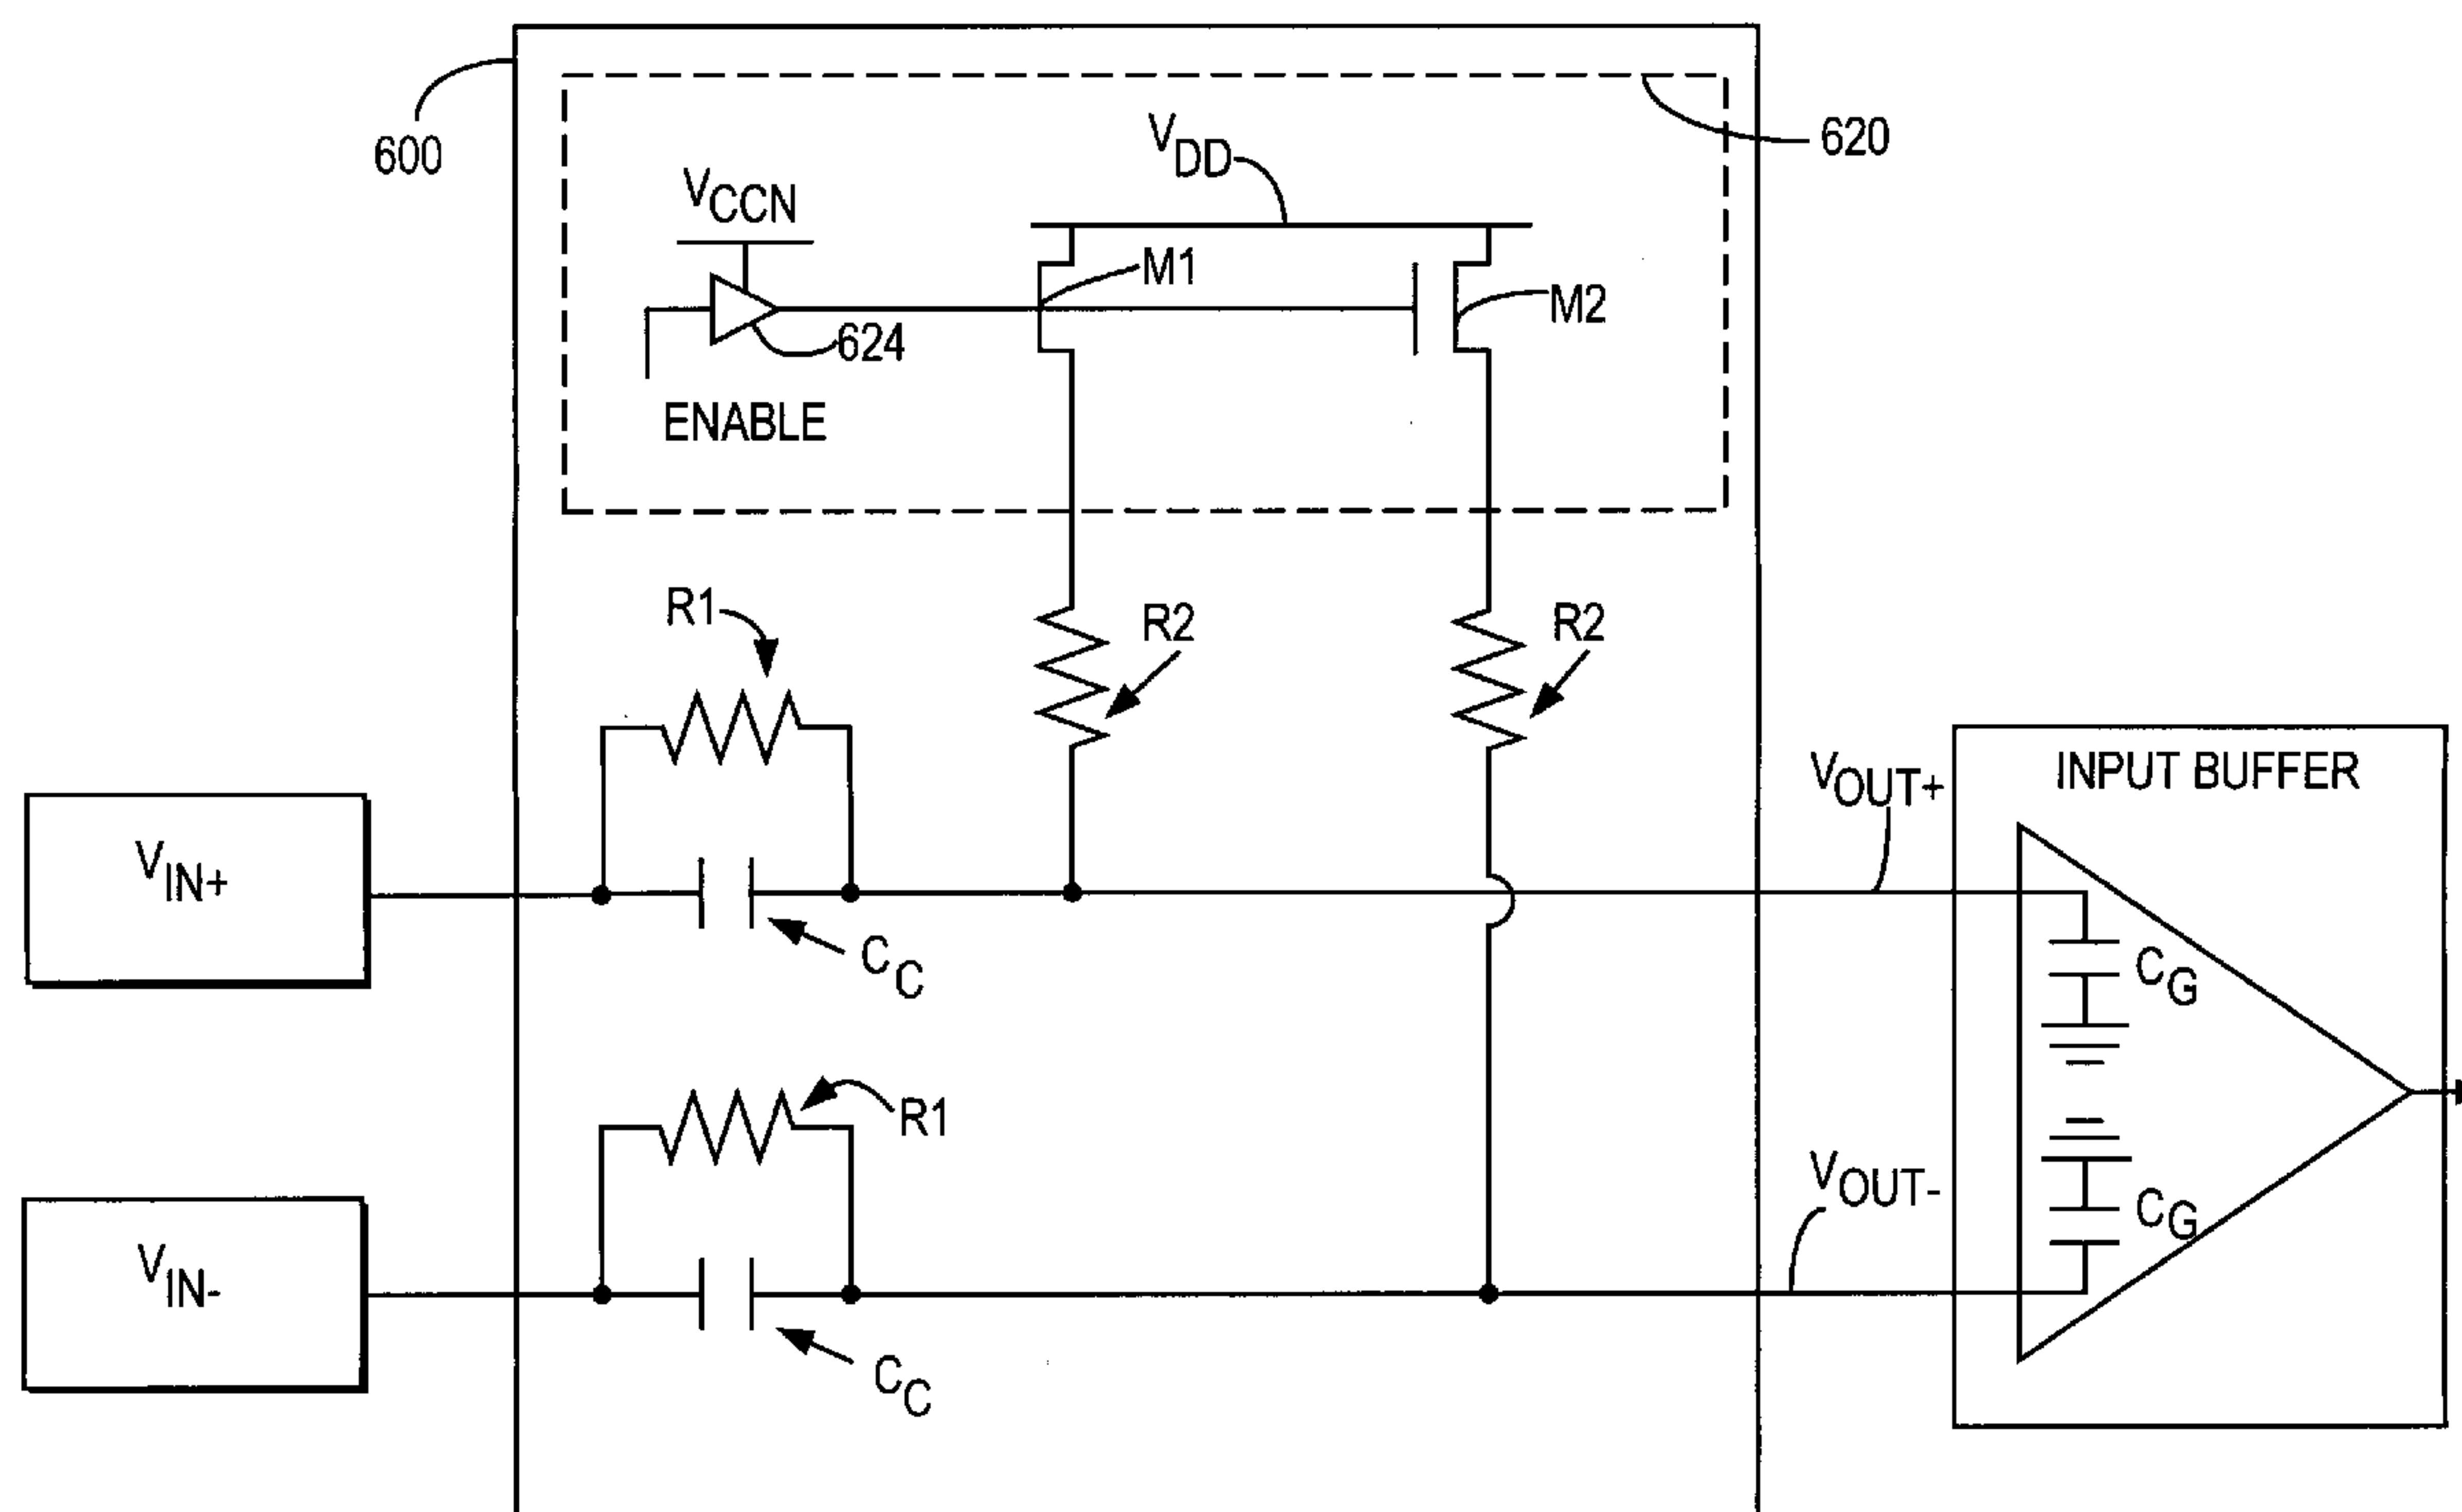 600
620
VDD
VCCN
M1
M2
624
ENABLE
R1
R2
R2
INPUT BUFFER
VOUT+
VIN+
CC
CG
R1
VOUT-
CG
VIN-
CC